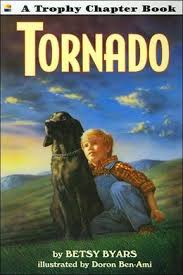 A Trophy Chapter Book
TORNADO
by BETSY BYARS
illustrated by Doron Ben-Ami